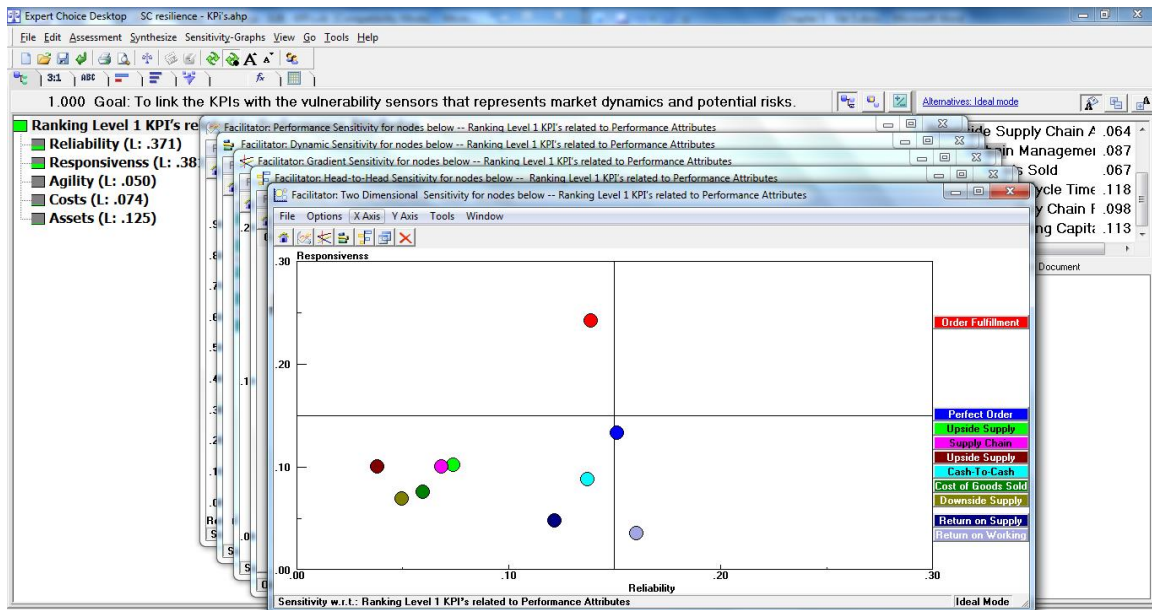 Expert Choice Desktop SC resilience - KPi's.ahp
File Edit Assessment Synthesize Sensitivity-Graphs View Go Tools Help
3:1 ABC fx
1.000 Goal: To link the KPIs with the vulnerability sensors that represents market dynamics and potential risks.
Alternatives: Ideal mode
Ranking Level 1 KPI's re
Reliability (L: .371)
Responsivenss (L: .38
Agility (L: .050)
Costs (L: .074)
Assets (L: .125)
Facilitator: Performance Sensitivity for nodes below -- Ranking Level 1 KPI's related to Performance Attributes
Facilitator: Dynamic Sensitivity for nodes below -- Ranking Level 1 KPI's related to Performance Attributes
Facilitator: Gradient Sensitivity for nodes below -- Ranking Level 1 KPI's related to Performance Attributes
Facilitator: Head-to-Head Sensitivity for nodes below -- Ranking Level 1 KPI's related to Performance Attributes
Facilitator: Two Dimensional Sensitivity for nodes below -- Ranking Level 1 KPI's related to Performance Attributes
Supply Chain .064
Managemen .087
Sold .067
ycle Time .118
Chain F .098
ng Capita .113
Document
File Options X Axis Y Axis Tools Window
Responsivenss
.30
.20
.10
.00
.00 .10 .20 .30
Reliability
Order Fulfillment
Perfect Order
Upside Supply
Supply Chain
Upside Supply
Cash-To-Cash
Cost of Goods Sold
Downside Supply
Return on Supply
Return on Working
Sensitivity w.r.t.: Ranking Level 1 KPI's related to Performance Attributes
Ideal Mode